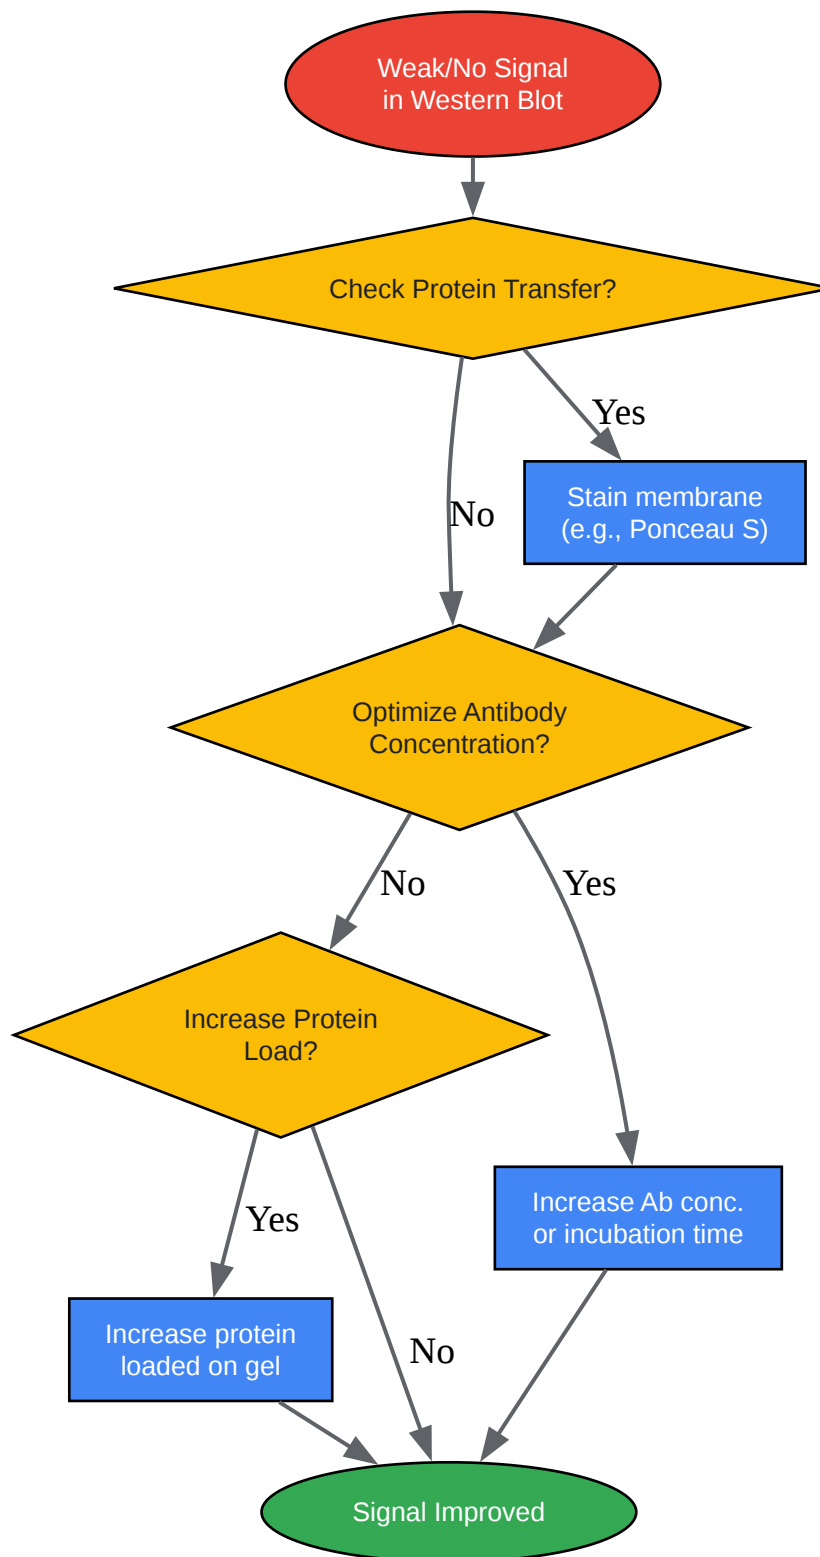 Weak/No Signal
in Western Blot
Check Protein Transfer?
Yes
Stain membrane
(e.g., Ponceau S)
No
Optimize Antibody
Concentration?
No
Yes
Increase Protein
Load?
Increase Ab conc.
or incubation time
Yes
Increase protein
loaded on gel
No
Signal Improved